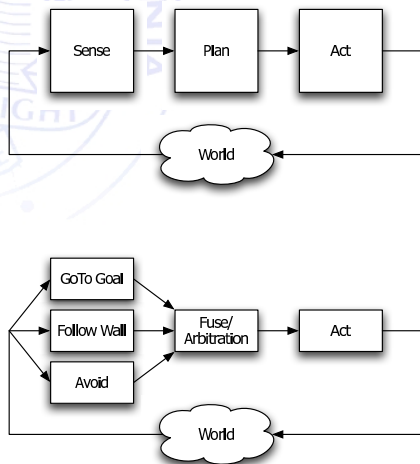 Sense
Plan
Act
World
GoTo Goal
Follow Wall
Avoid
Fuse/
Arbitration
Act
World